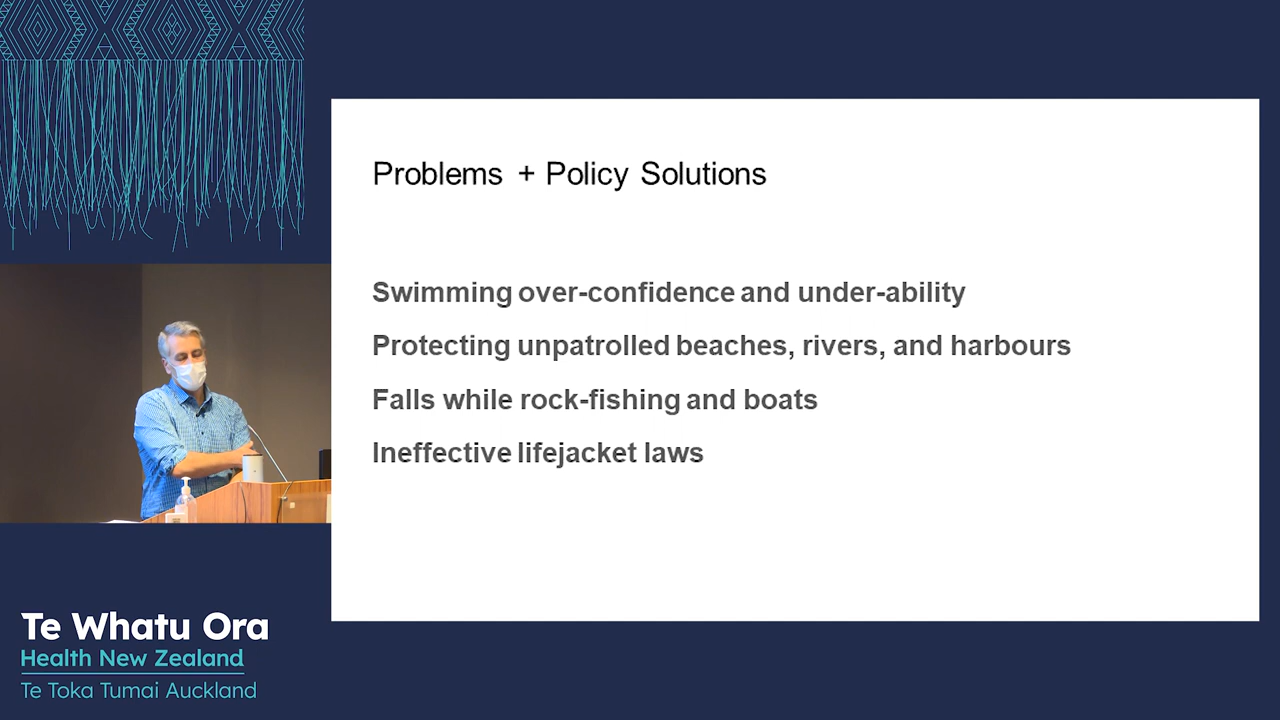 Problems + Policy Solutions
Swimming over-confidence and under-ability
Protecting unpatrolled beaches, rivers, and harbours
Falls while rock-fishing and boats
Ineffective lifejacket laws
Te Whatu Ora
Health New Zealand
Te Toka Tumai Auckland